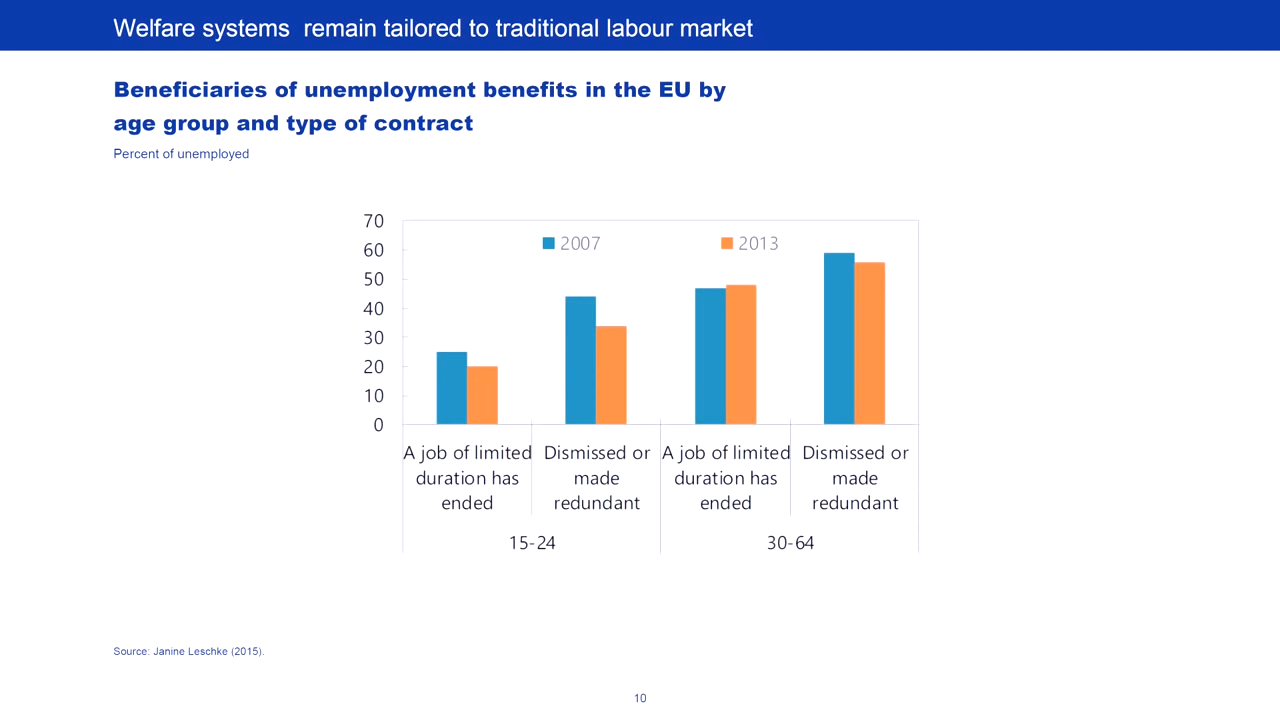 Welfare systems  remain tailored to traditional labour market
Beneficiaries of unemployment benefits in the EU by
age group and type of contract
Percent of unemployed
70
60
50
40
30
20
10
0
2007
2013
A job of limited
duration has
ended
Dismissed or
made
redundant
A job of limited
duration has
ended
Dismissed or
made
redundant
15-24
30-64
Source: Janine Leschke (2015).
10